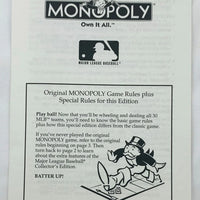 MONOPOLY
Own It All.™
MAJOR LEAGUE BASEBALL
Original MONOPOLY Game Rules plus
Special Rules for this Edition
Play ball! Now that you'll be wheeling and dealing all 30
MLB™ teams, you'll need to know the basic game rules
plus how this special edition differs from the classic game.
If you've never played the original
MONOPOLY game, refer to the
rules beginning on page 3. Then
turn back to page 2 to learn
about the extra features of the
Major League Baseball
Collector's Edition.
BATTER UP!